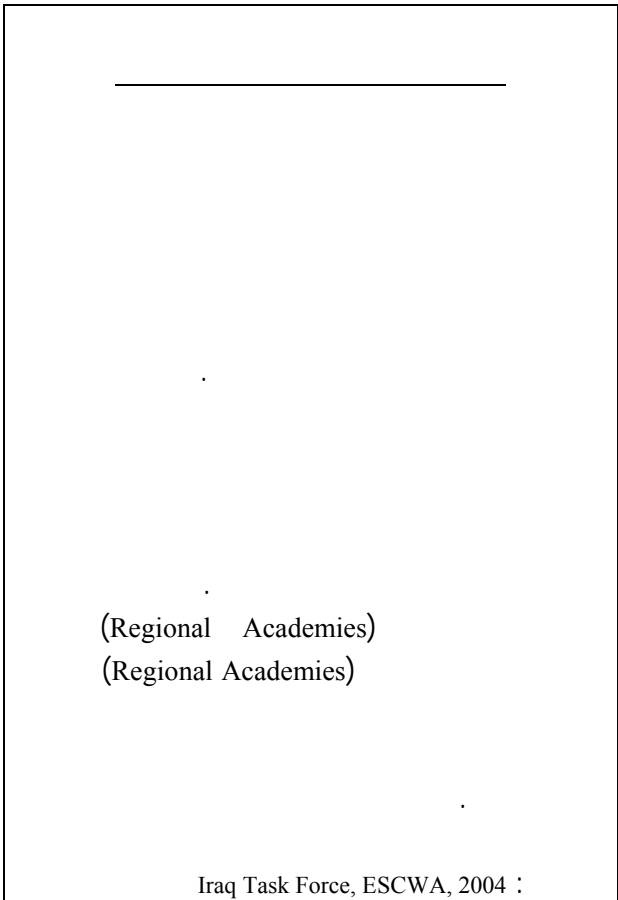 .
.
(Regional Academies)
(Regional Academies)
.
Iraq Task Force, ESCWA, 2004 :